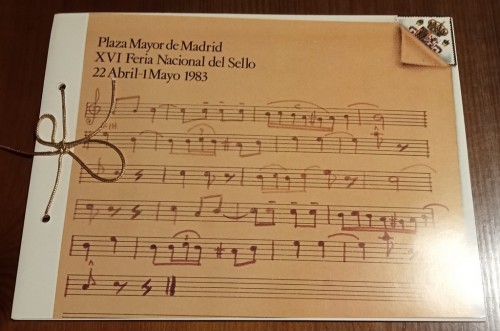 Plaza Mayor de Madrid
XVI Feria Nacional del Sello
22 Abril-1 Mayo 1983